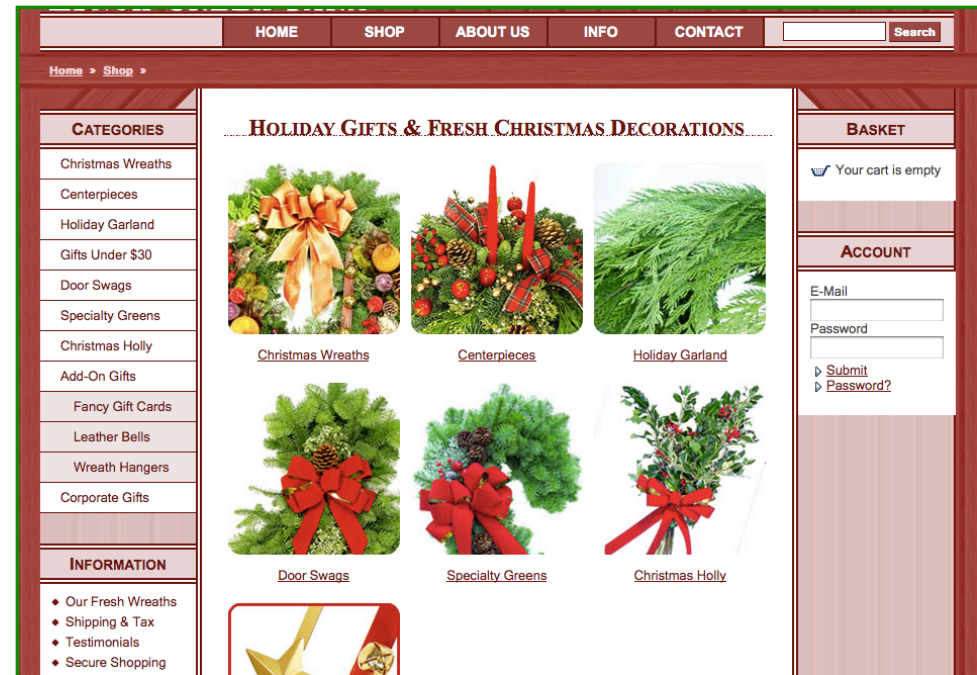 HOME SHOP ABOUT US INFO CONTACT Search
Home » Shop »
CATEGORIES
Christmas Wreaths
Centerpieces
Holiday Garland
Gifts Under $30
Door Swags
Specialty Greens
Christmas Holly
Add-On Gifts
Fancy Gift Cards
Leather Bells
Wreath Hangers
Corporate Gifts
INFORMATION
Our Fresh Wreaths
Shipping & Tax
Testimonials
Secure Shopping
HOLIDAY GIFTS & FRESH CHRISTMAS DECORATIONS
Christmas Wreaths Centerpieces Holiday Garland
Door Swags Specialty Greens Christmas Holly
BASKET
Your cart is empty
ACCOUNT
E-Mail
Password
Submit
Password?